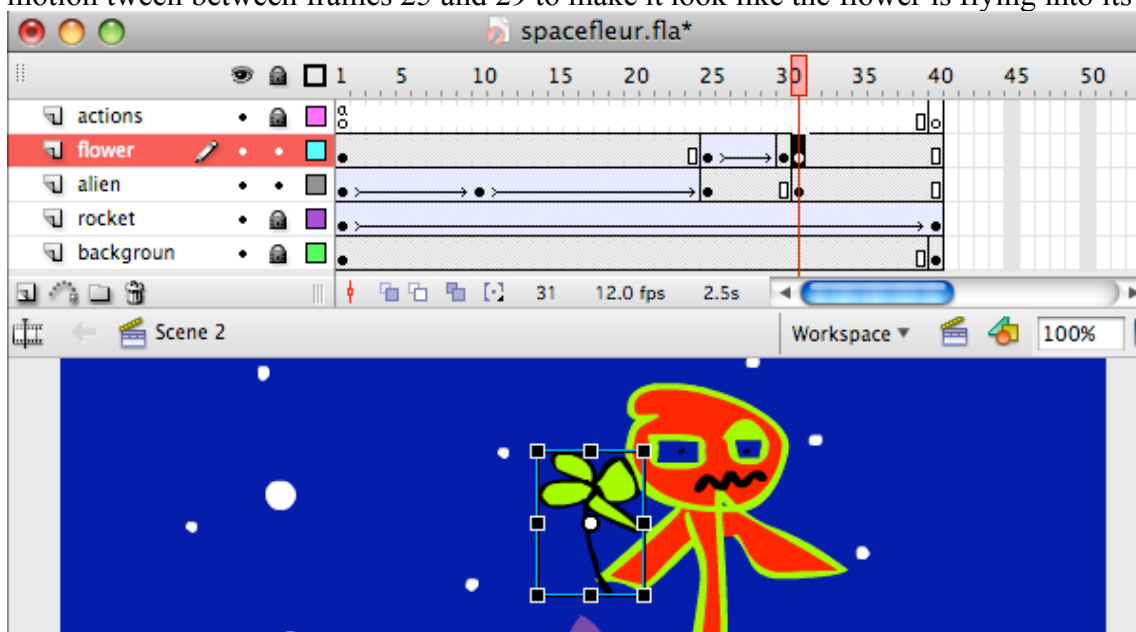 motion tween between frames 25 and 29 to make it look like the flower is flying into its
spacefleur.fla*
1 5 10 15 20 25 30 35 40 45 50
actions
flower
alien
rocket
backgroun
31 12.0 fps 2.5s
Scene 2 Workspace 100%